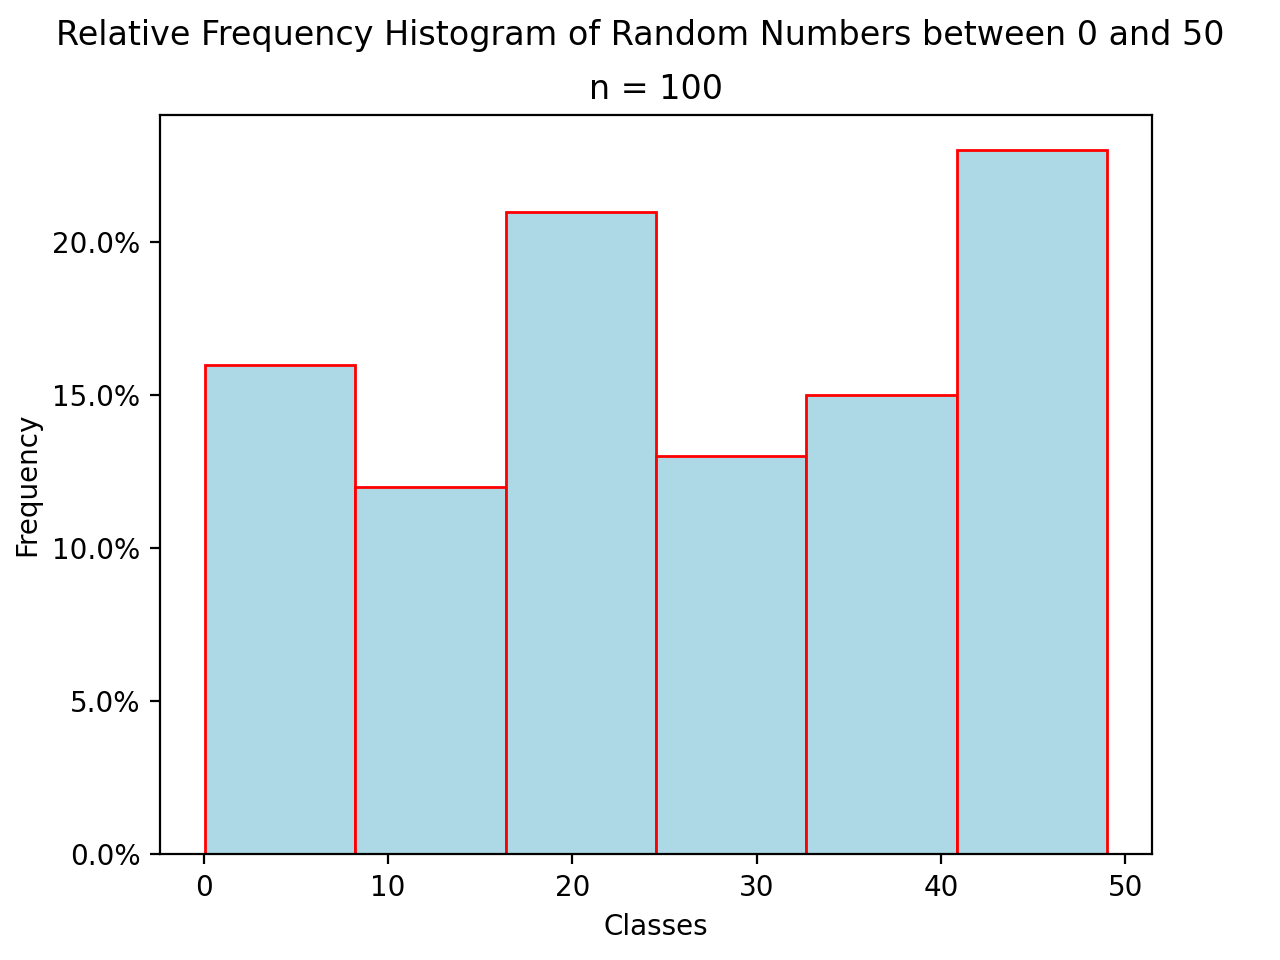 Relative Frequency Histogram of Random Numbers between 0 and 50
n = 100
20.0%
15.0%
10.0%
5.0%
0.0%
Frequency
0 10 20 30 40 50
Classes